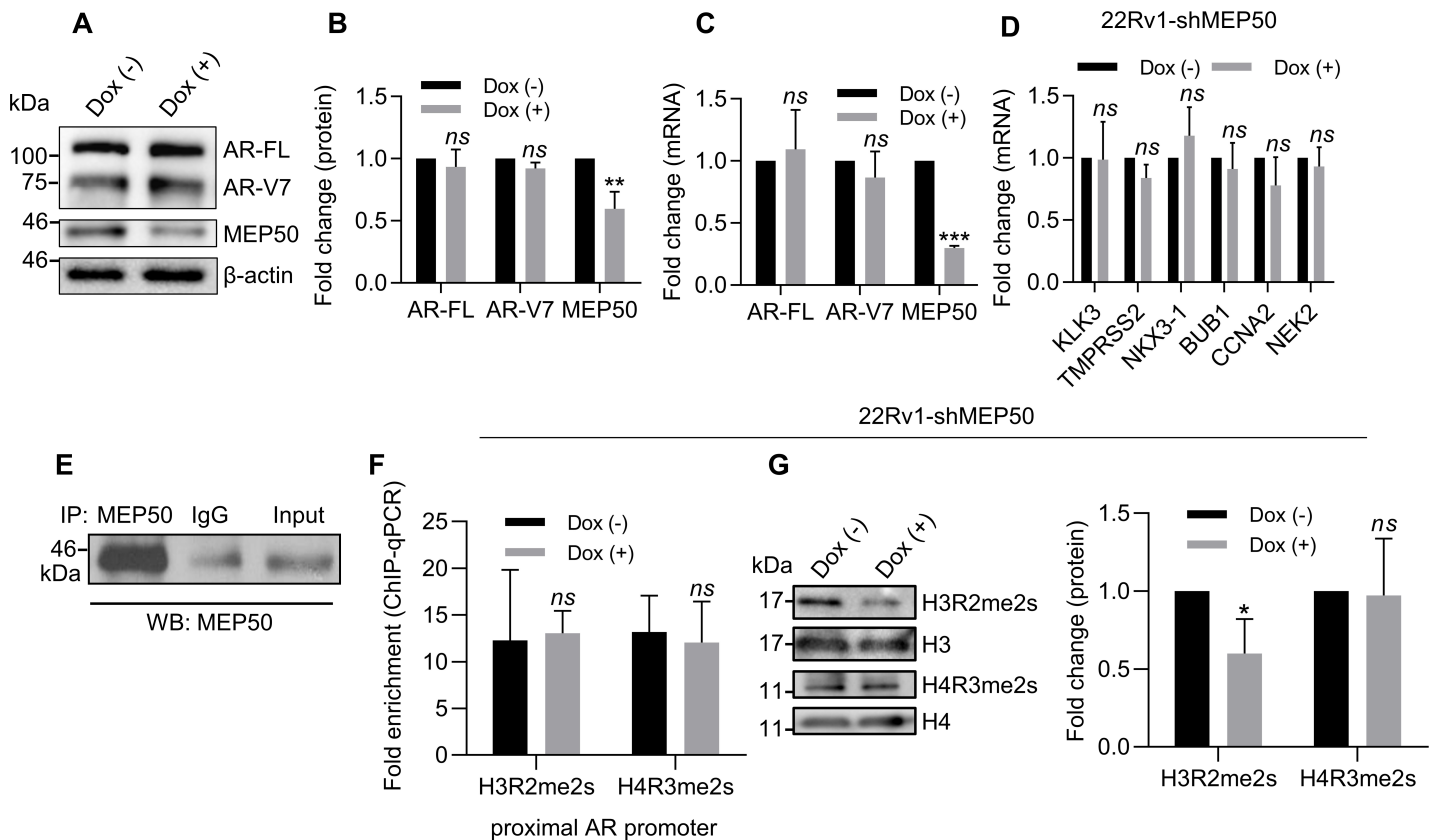 A
Dox (-)
Dox (+)
kDa
100
75
46
46
AR-FL
AR-V7
MEP50
β-actin
B
Dox (-)
Dox (+)
Fold change (protein)
1.5
1.0
0.5
0.0
ns
ns
**
AR-FL AR-V7 MEP50
C
Dox (-)
Dox (+)
Fold change (mRNA)
1.5
1.0
0.5
0.0
ns
ns
***
AR-FL AR-V7 MEP50
D
22Rv1-shMEP50
Dox (-) Dox (+)
Fold change (mRNA)
1.5
1.0
0.5
0.0
ns
ns
ns
ns
ns
ns
KLK3
TMPRSS2
NKX3-1
BUB1
CCNA2
NEK2
22Rv1-shMEP50
E
IP: MEP50 IgG Input
46
kDa
WB: MEP50
F
Dox (-)
Dox (+)
Fold enrichment (ChIP-qPCR)
25
20
15
10
5
0
ns
ns
H3R2me2s H4R3me2s
proximal AR promoter
G
Dox (-)
Dox (+)
kDa
17
17
11
11
H3R2me2s
H3
H4R3me2s
H4
Dox (-)
Dox (+)
Fold change (protein)
1.5
1.0
0.5
0.0
*
ns
H3R2me2s H4R3me2s